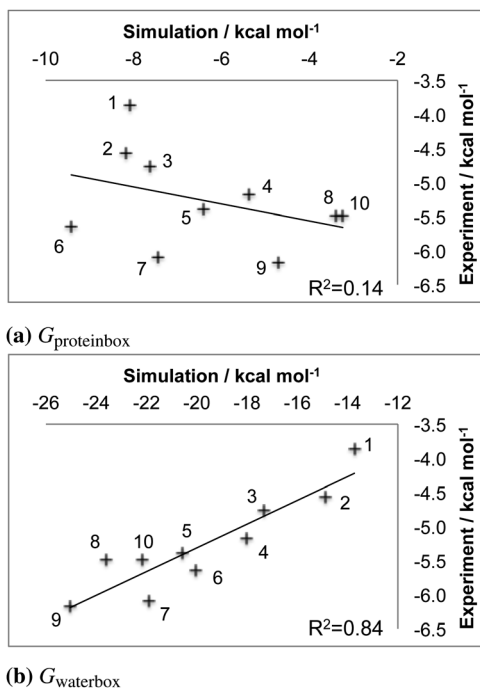 Simulation / kcal mol⁻¹
-10 -8 -6 -4 -2
-3.5
1 -4.0
2 3 -4.5
4 8 10 -5.0
5 -5.5
6 7 9 -6.0
R²=0.14 -6.5
Experiment / kcal mol⁻¹
(a) Gproteinbox
Simulation / kcal mol⁻¹
-26 -24 -22 -20 -18 -16 -14 -12
-3.5
1 -4.0
3 2 -4.5
8 10 5 4 -5.0
6 -5.5
9 7 -6.0
R²=0.84 -6.5
Experiment / kcal mol⁻¹
(b) Gwaterbox